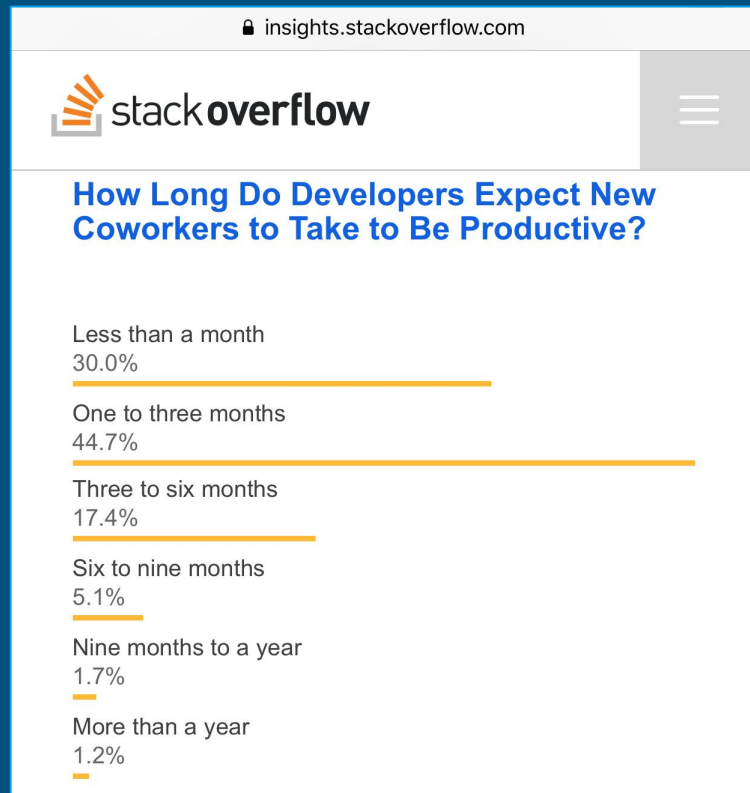 insights.stackoverflow.com
stackoverflow
How Long Do Developers Expect New
Coworkers to Take to Be Productive?
Less than a month
30.0%
One to three months
44.7%
Three to six months
17.4%
Six to nine months
5.1%
Nine months to a year
1.7%
More than a year
1.2%